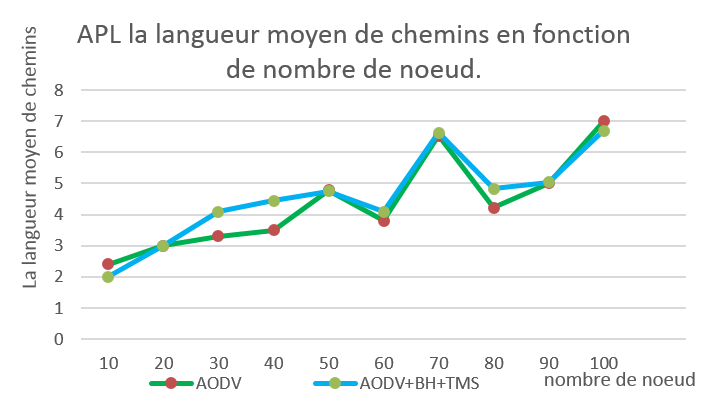 APL la langueur moyen de chemins en fonction
de nombre de noeud.
La langueur moyen de chemins
8
7
6
5
4
3
2
1
0
10 20 30 40 50 60 70 80 90 100
nombre de noeud
AODV AODV+BH+TMS